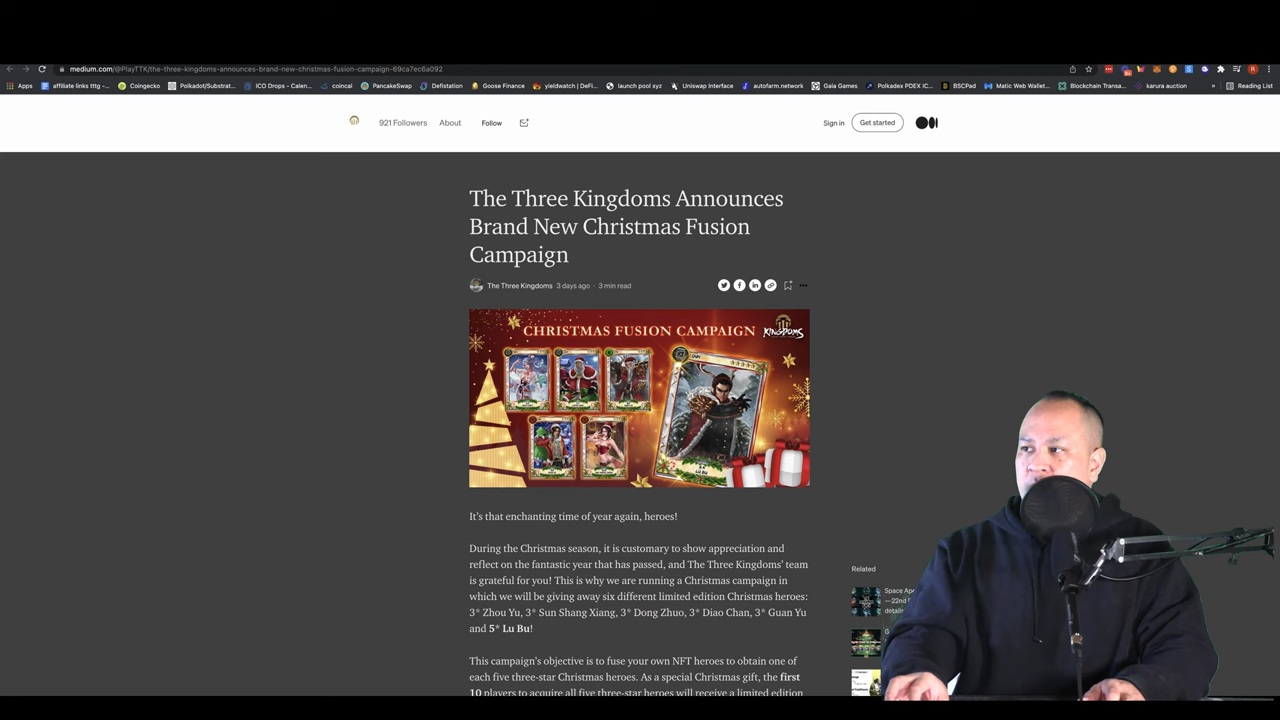 medium.com/@PlayTTK/the-three-kingdoms-announces-brand-new-christmas-fusion-campaign-69ca7ec6a092
Apps affiliate links tttg ... Coingecko Polkadot/Substrat... ICO Drops - Calen... coincal PancakeSwap Defistation Goose Finance yieldwatch | DeFi... launch pool xyz Uniswap Interface autofarm.network Gala Games Polkadex PDEX IC... BSCPad Matic Web Wallet... Blockchain Transa... karura auction » Reading List
921 Followers About Follow Sign in Get started
The Three Kingdoms Announces
Brand New Christmas Fusion
Campaign
The Three Kingdoms 3 days ago · 3 min read
CHRISTMAS FUSION CAMPAIGN KINGDOMS
LU BU
It's that enchanting time of year again, heroes!
During the Christmas season, it is customary to show appreciation and
reflect on the fantastic year that has passed, and The Three Kingdoms' team
is grateful for you! This is why we are running a Christmas campaign in
which we will be giving away six different limited edition Christmas heroes:
3* Zhou Yu, 3* Sun Shang Xiang, 3* Dong Zhuo, 3* Diao Chan, 3* Guan Yu
and 5* Lu Bu!
This campaign's objective is to fuse your own NFT heroes to obtain one of
each five three-star Christmas heroes. As a special Christmas gift, the first
10 players to acquire all five three-star heroes will receive a limited edition
Related
Space Ap
—22nd
details